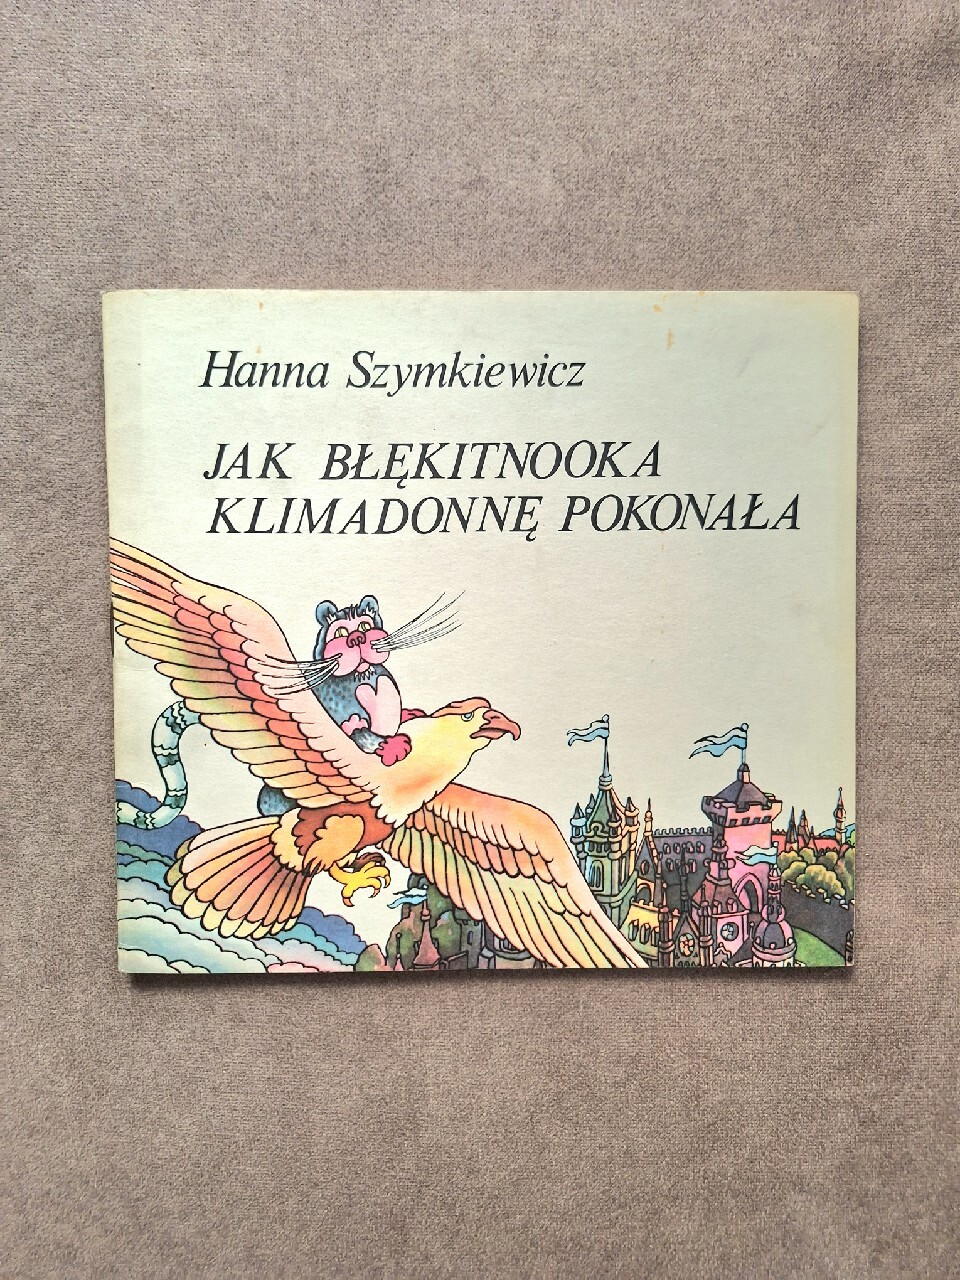 Hanna Szymkiewicz
JAK BŁĘKITNOOKA
KLIMADONNĘ POKONAŁA